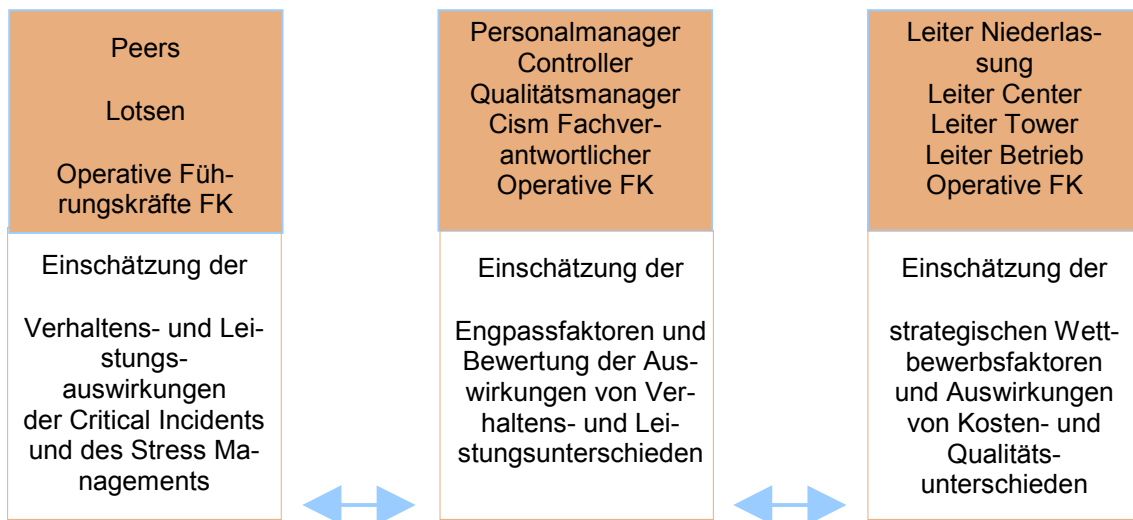 Peers
Lotsen
Operative Füh-
rungskräfte FK
Einschätzung der
Verhaltens- und Lei-
stungs-
auswirkungen
der Critical Incidents
und des Stress Ma-
nagements
Personalmanager
Controller
Qualitätsmanager
Cism Fachver-
antwortlicher
Operative FK
Einschätzung der
Engpassfaktoren und
Bewertung der Aus-
wirkungen von Ver-
haltens- und Lei-
stungsunterschieden
Leiter Niederlas-
sung
Leiter Center
Leiter Tower
Leiter Betrieb
Operative FK
Einschätzung der
strategischen Wett-
bewerbsfaktoren
und Auswirkungen
von Kosten- und
Qualitäts-
unterschieden